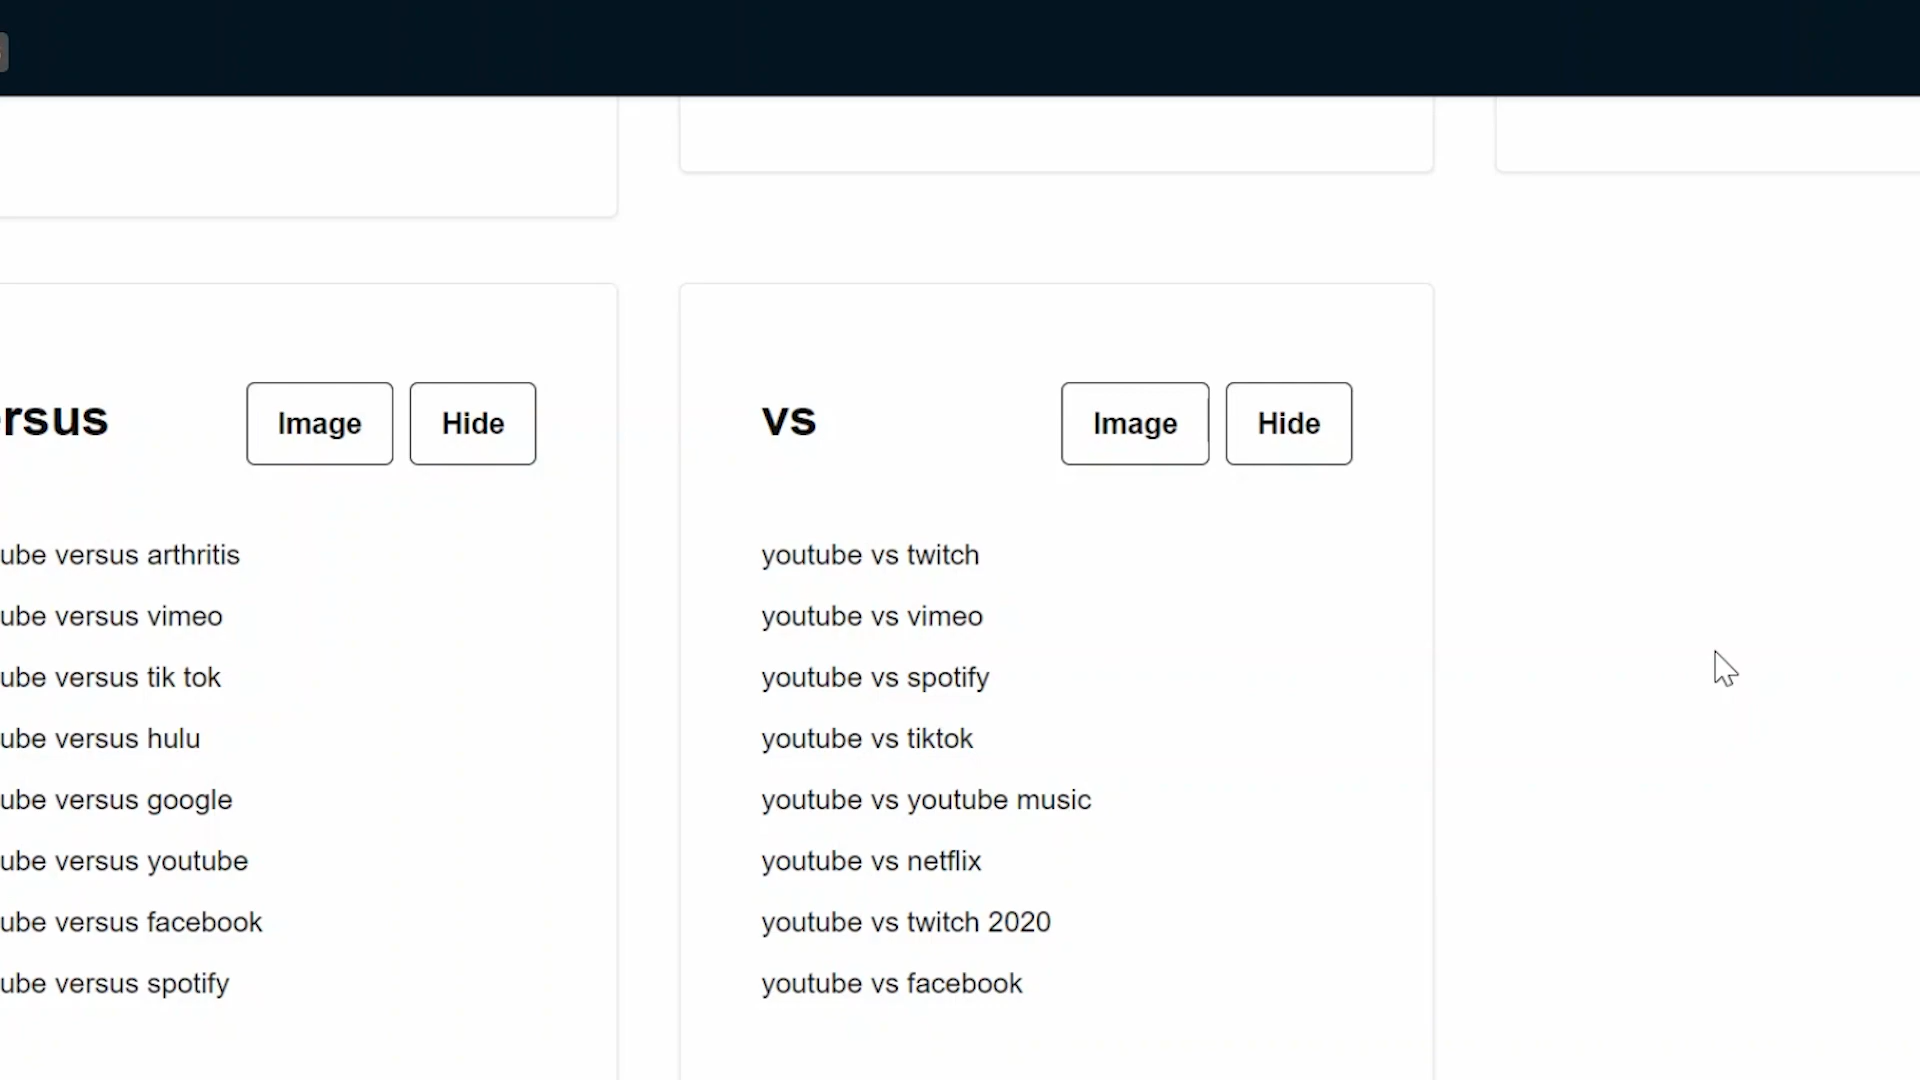 rsus
Image
Hide
ube versus arthritis
ube versus vimeo
ube versus tik tok
ube versus hulu
ube versus google
ube versus youtube
ube versus facebook
ube versus spotify
vs
Image
Hide
youtube vs twitch
youtube vs vimeo
youtube vs spotify
youtube vs tiktok
youtube vs youtube music
youtube vs netflix
youtube vs twitch 2020
youtube vs facebook